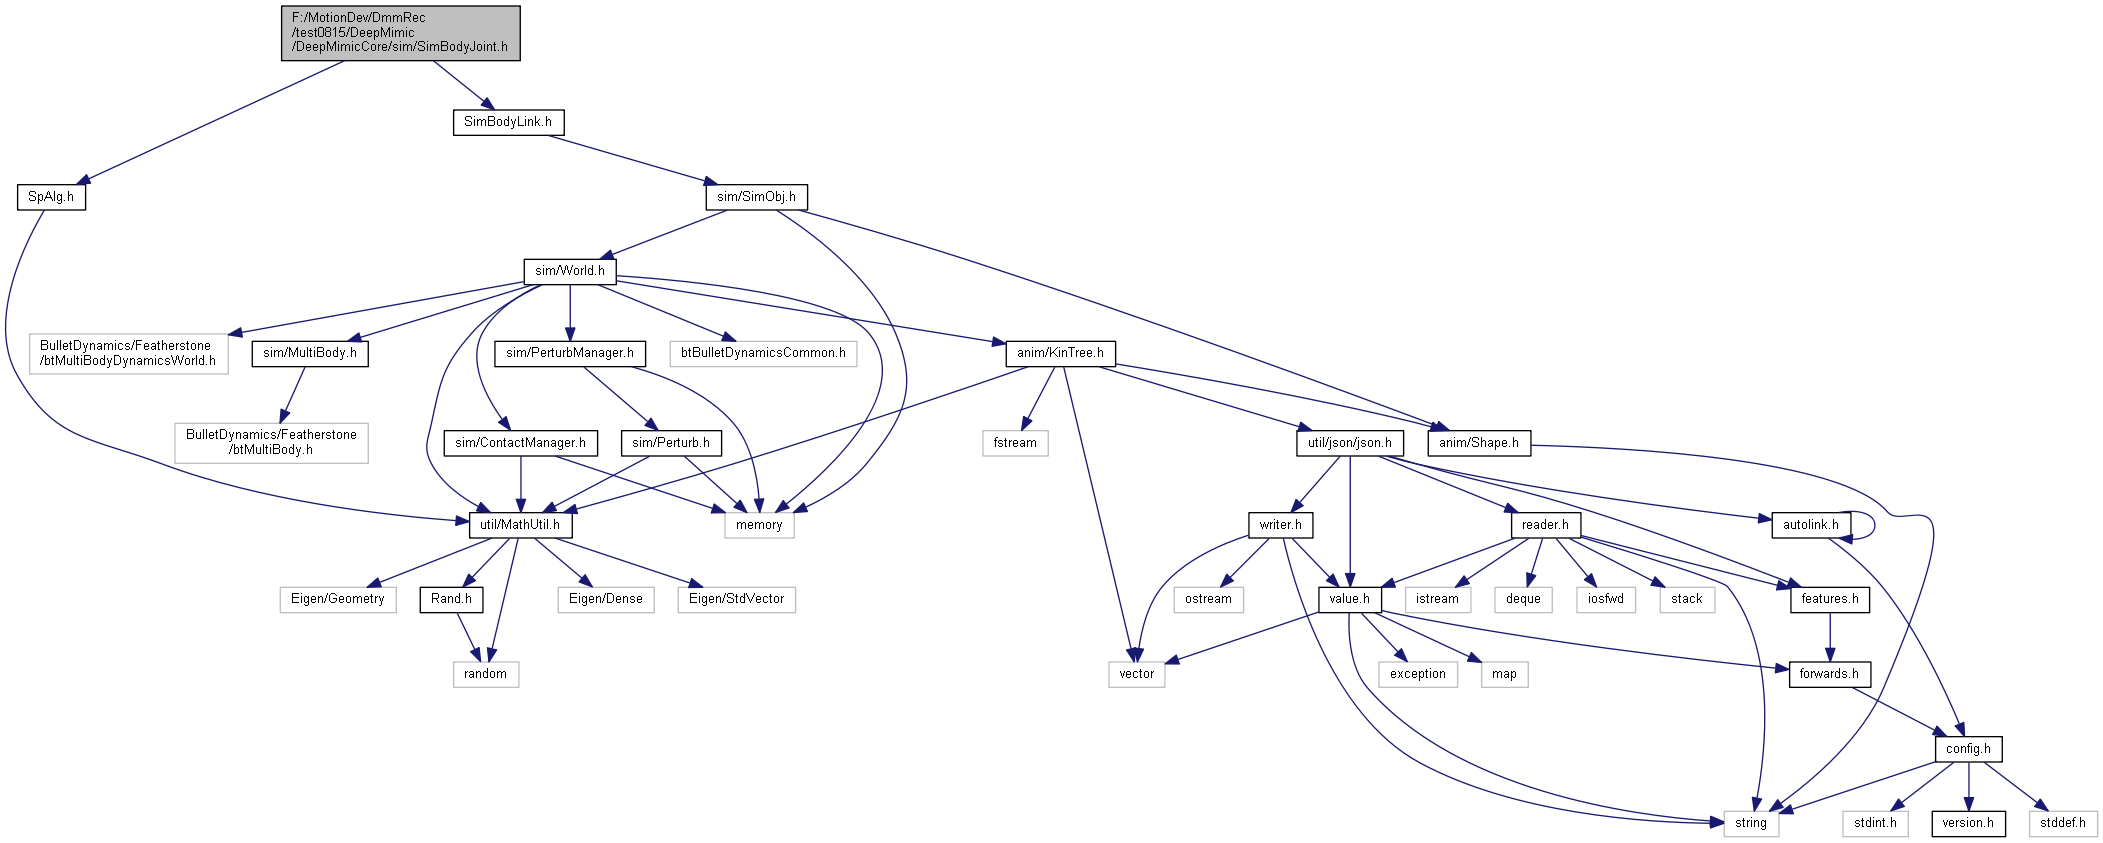 F:/MotionDev/DmmRec
/test0815/DeepMimic
/DeepMimicCore/sim/SimBodyJoint.h
SimBodyLink.h
SpAlg.h
sim/SimObj.h
sim/World.h
BulletDynamics/Featherstone
/btMultiBodyDynamicsWorld.h
sim/MultiBody.h
sim/PerturbManager.h
btBulletDynamicsCommon.h
anim/KinTree.h
BulletDynamics/Featherstone
/btMultiBody.h
sim/ContactManager.h
sim/Perturb.h
fstream
util/json/json.h
anim/Shape.h
util/MathUtil.h
memory
writer.h
reader.h
autolink.h
Eigen/Geometry
Rand.h
Eigen/Dense
Eigen/StdVector
ostream
value.h
istream
deque
iosfwd
stack
features.h
random
vector
exception
map
forwards.h
config.h
string
stdint.h
version.h
stddef.h